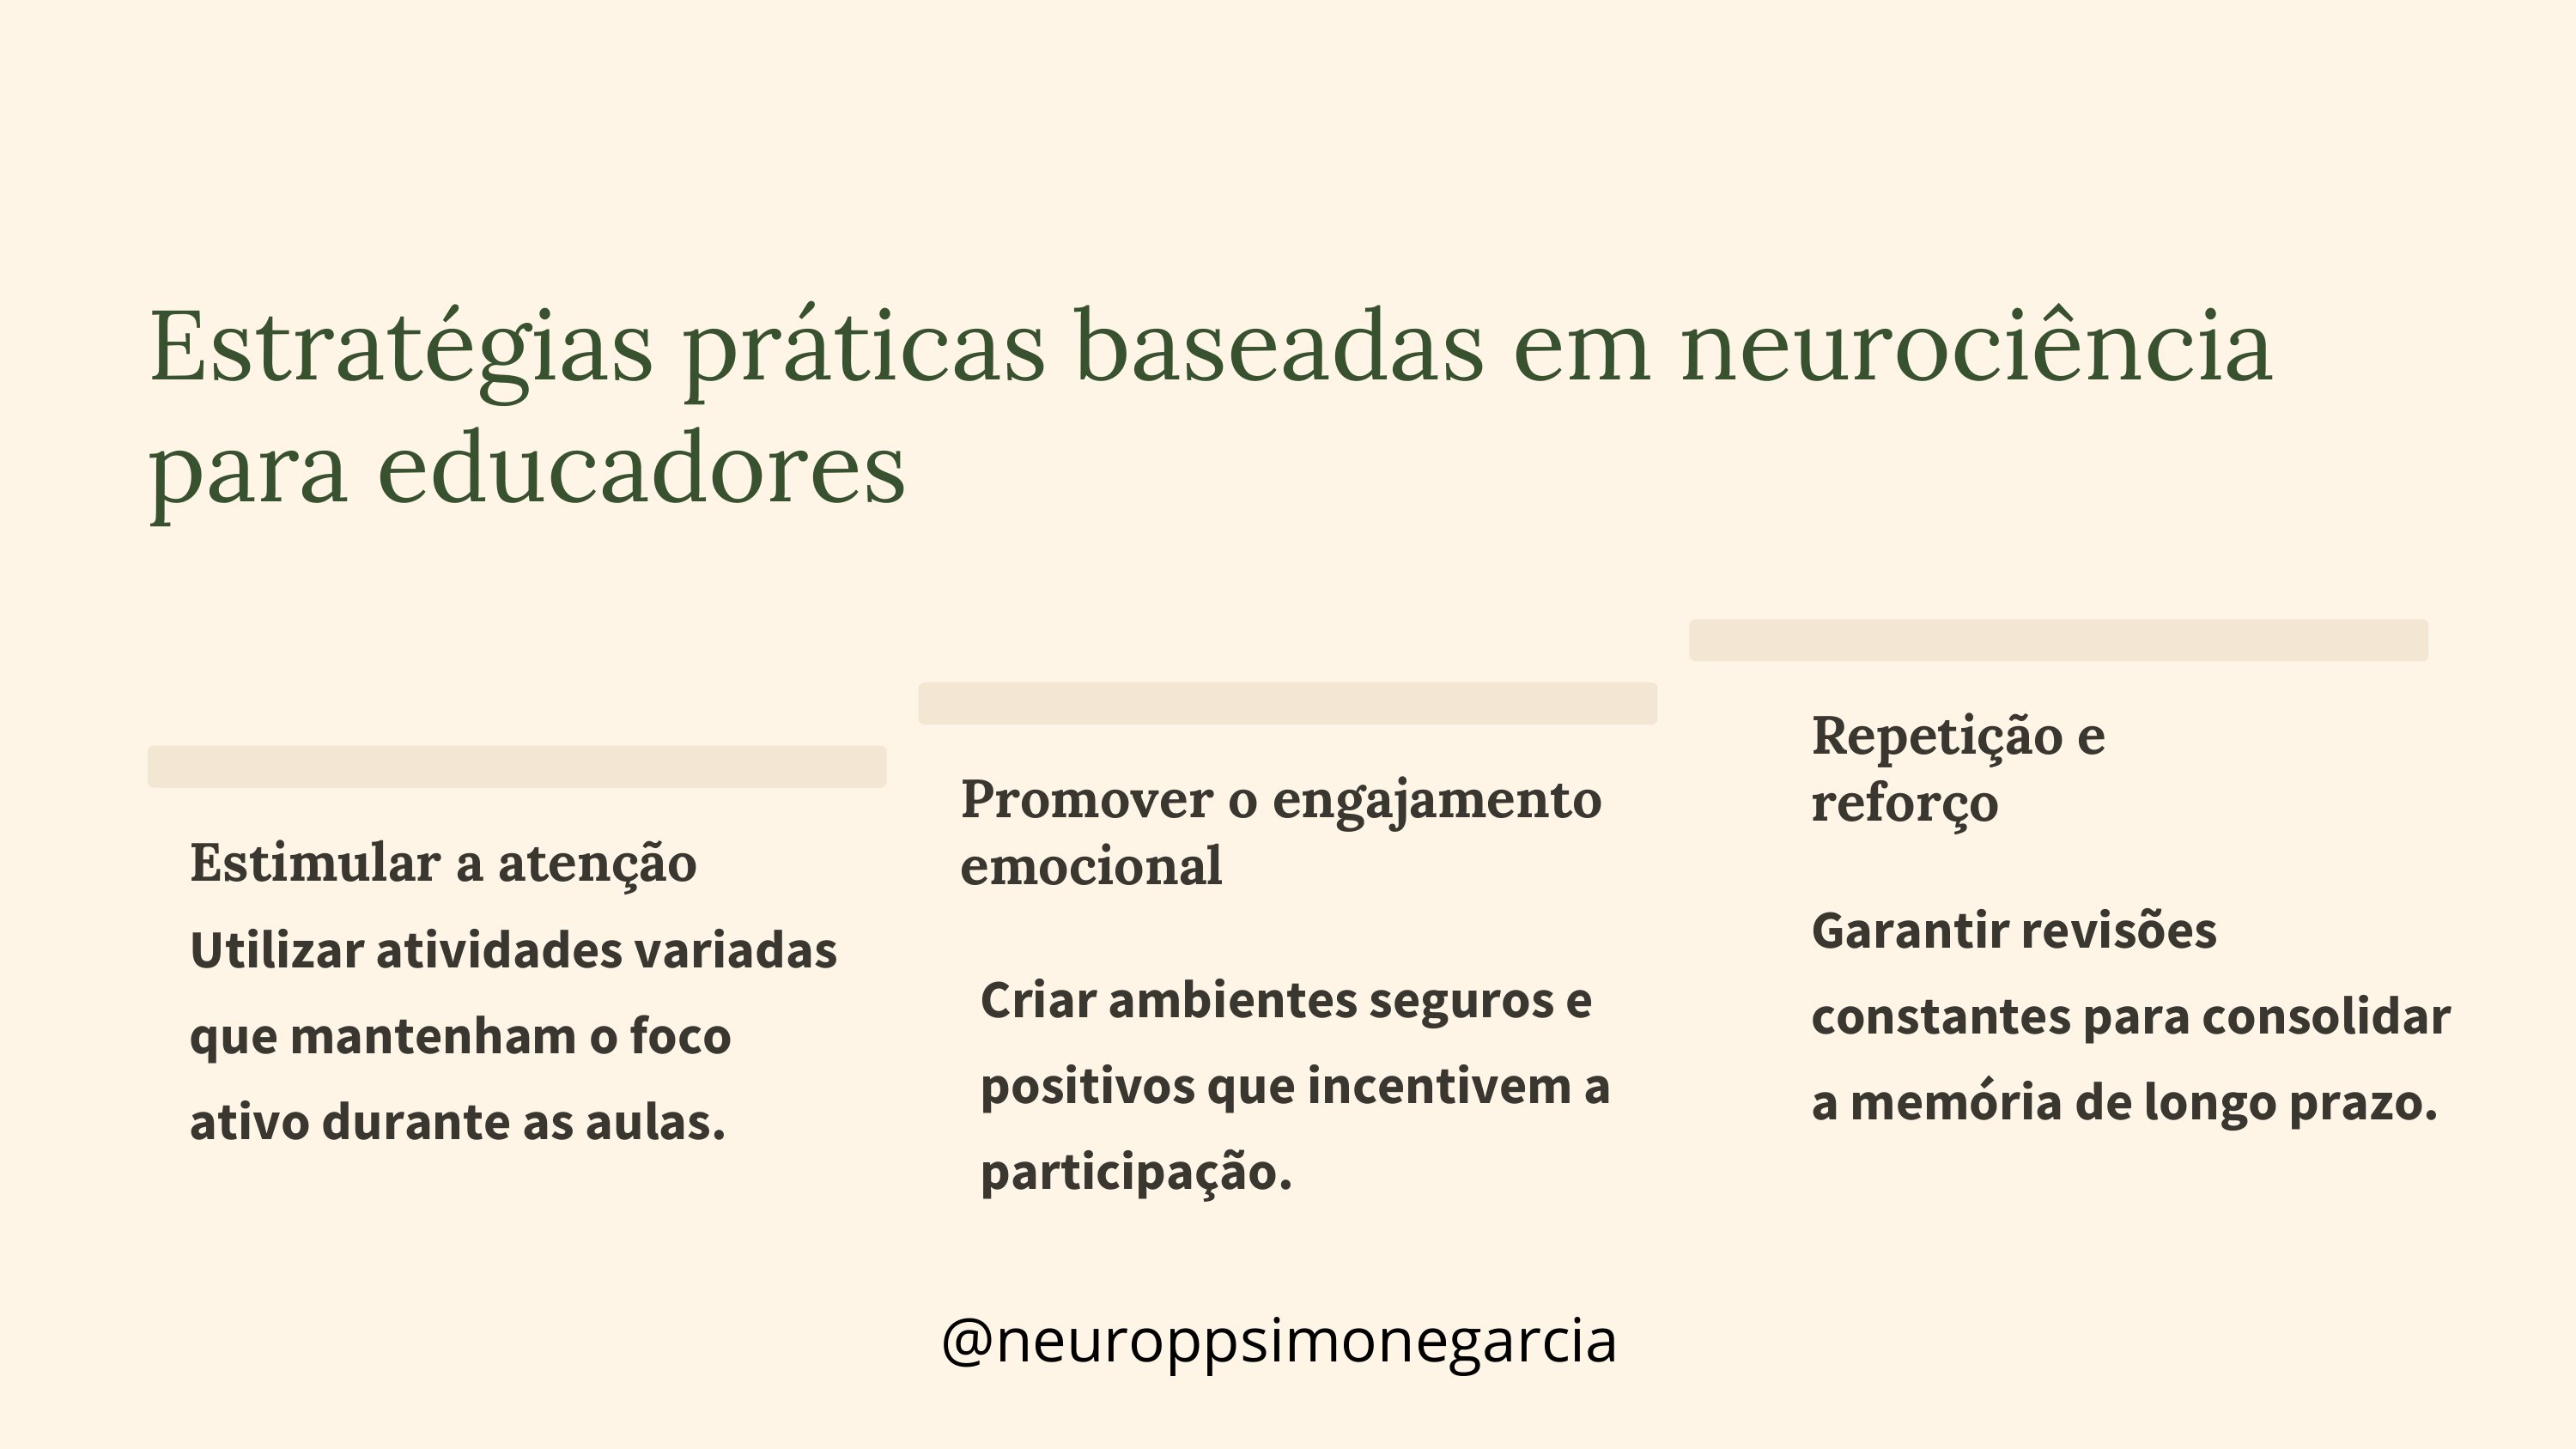 Estratégias práticas baseadas em neurociência
para educadores
Estimular a atenção
Utilizar atividades variadas
que mantenham o foco
ativo durante as aulas.
Promover o engajamento
emocional
Criar ambientes seguros e
positivos que incentivem a
participação.
Repetição e
reforço
Garantir revisões
constantes para consolidar
a memória de longo prazo.
@neuroppsimonegarcia